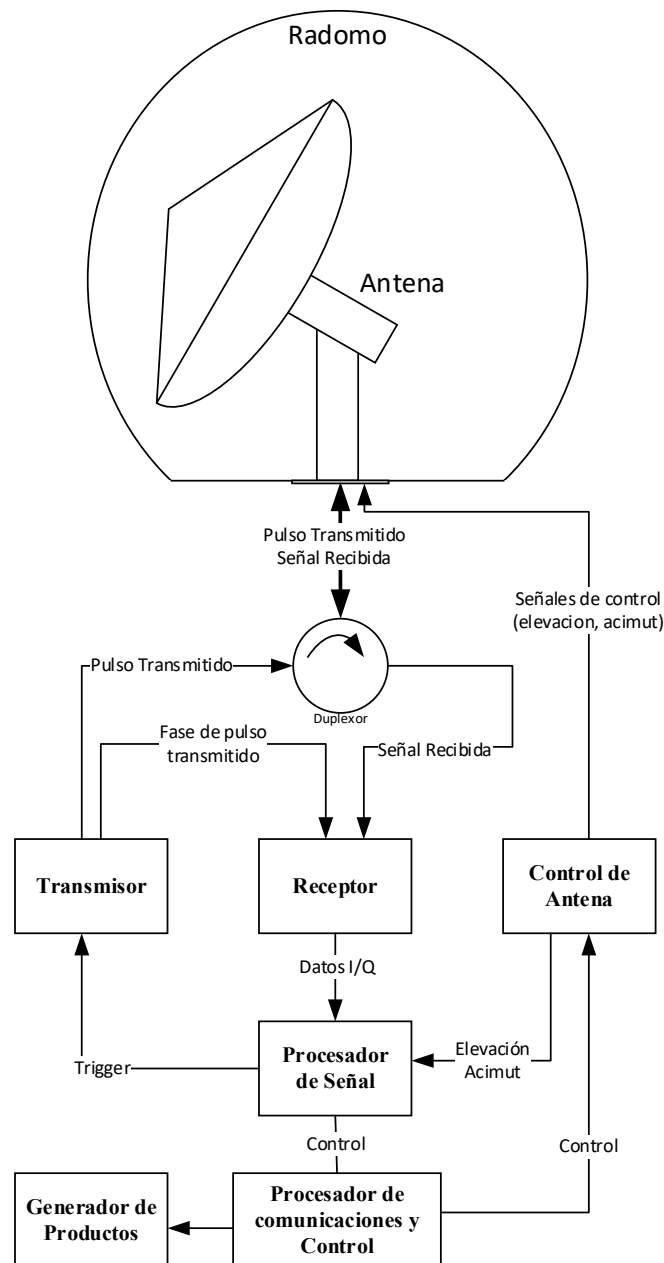 Radomo
Antena
Pulso Transmitido
Señal Recibida
Señales de control
(elevacion, acimut)
Pulso Transmitido
Duplexor
Fase de pulso
transmitido
Señal Recibida
Transmisor
Receptor
Control de
Antena
Datos I/Q
Trigger
Procesador
de Señal
Elevación
Acimut
Control
Control
Generador de
Productos
Procesador de
comunicaciones y
Control